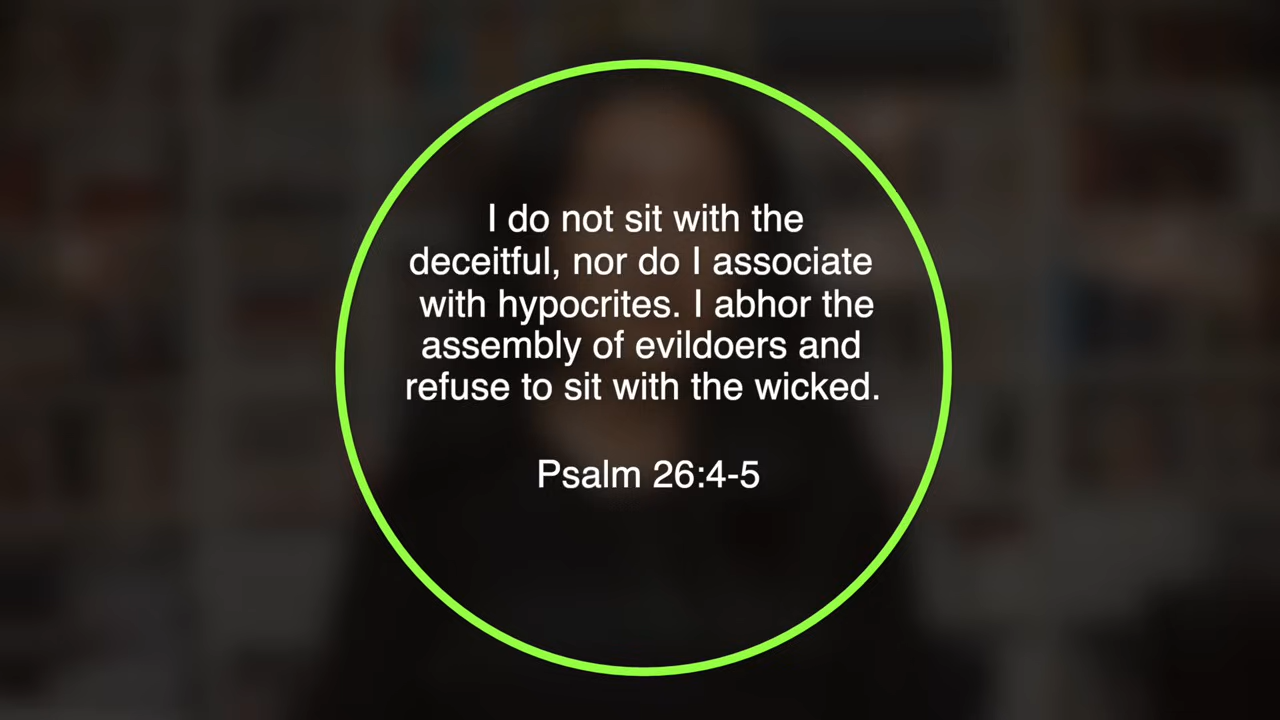 I do not sit with the
deceitful, nor do I associate
with hypocrites. I abhor the
assembly of evildoers and
refuse to sit with the wicked.
Psalm 26:4-5